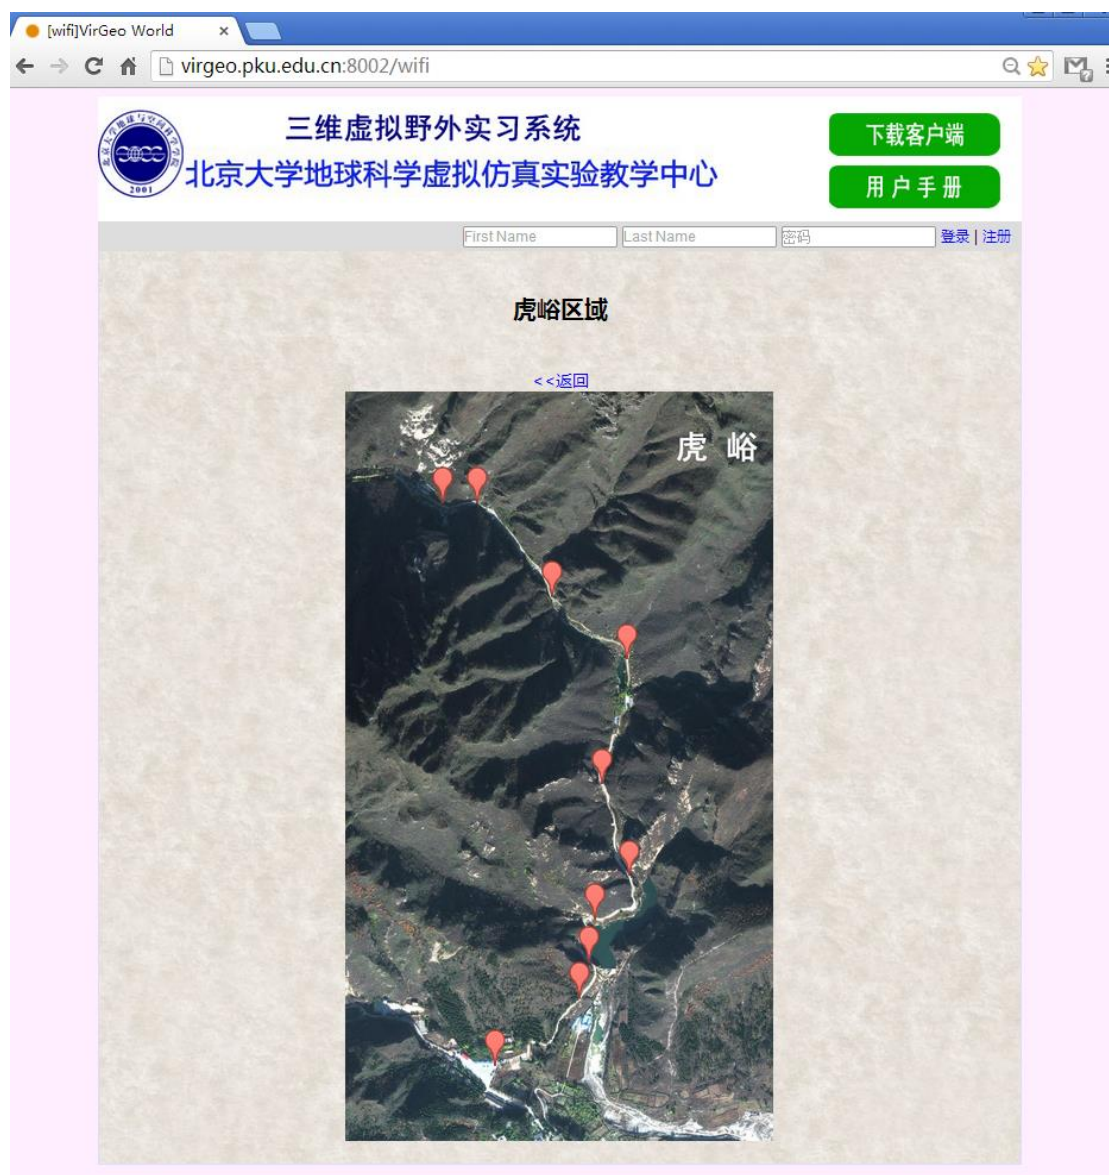 [wifi]VirGeo World
virgeo.pku.edu.cn:8002/wifi
三维虚拟野外实习系统
北京大学地球科学虚拟仿真实验教学中心
下载客户端
用户手册
2001
First Name Last Name 密码 登录 | 注册
虎峪区域
<<返回
虎 峪